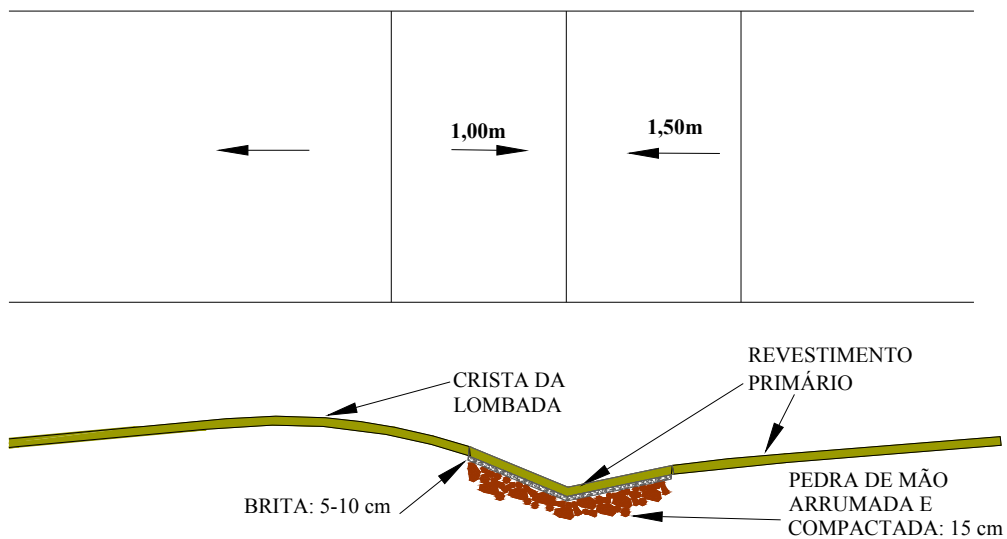 1,00m
1,50m
CRISTA DA
LOMBADA
REVESTIMENTO
PRIMÁRIO
BRITA: 5-10 cm
PEDRA DE MÃO
ARRUMADA E
COMPACTADA: 15 cm